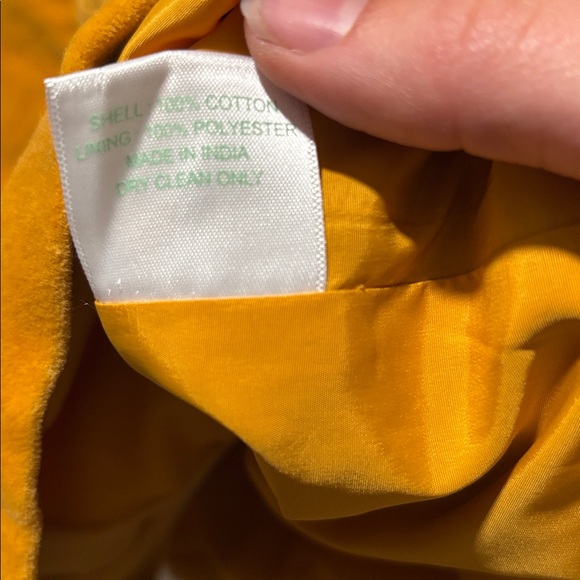 SHELL 100% COTTON
LINING 100% POLYESTER
MADE IN INDIA
DRY CLEAN ONLY